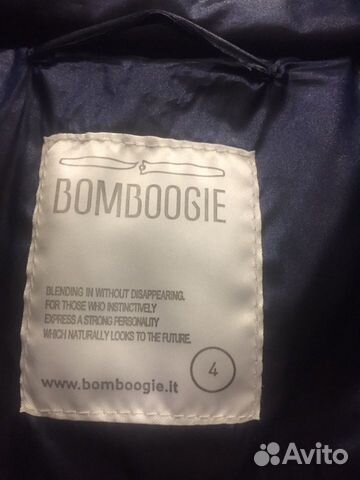 BOMBOOGIE
BLENDING IN WITHOUT DISAPPEARING.
FOR THOSE WHO INSTINCTIVELY
EXPRESS A STRONG PERSONALITY
WHICH NATURALLY LOOKS TO THE FUTURE.
4
www.bomboogie.it
Avito